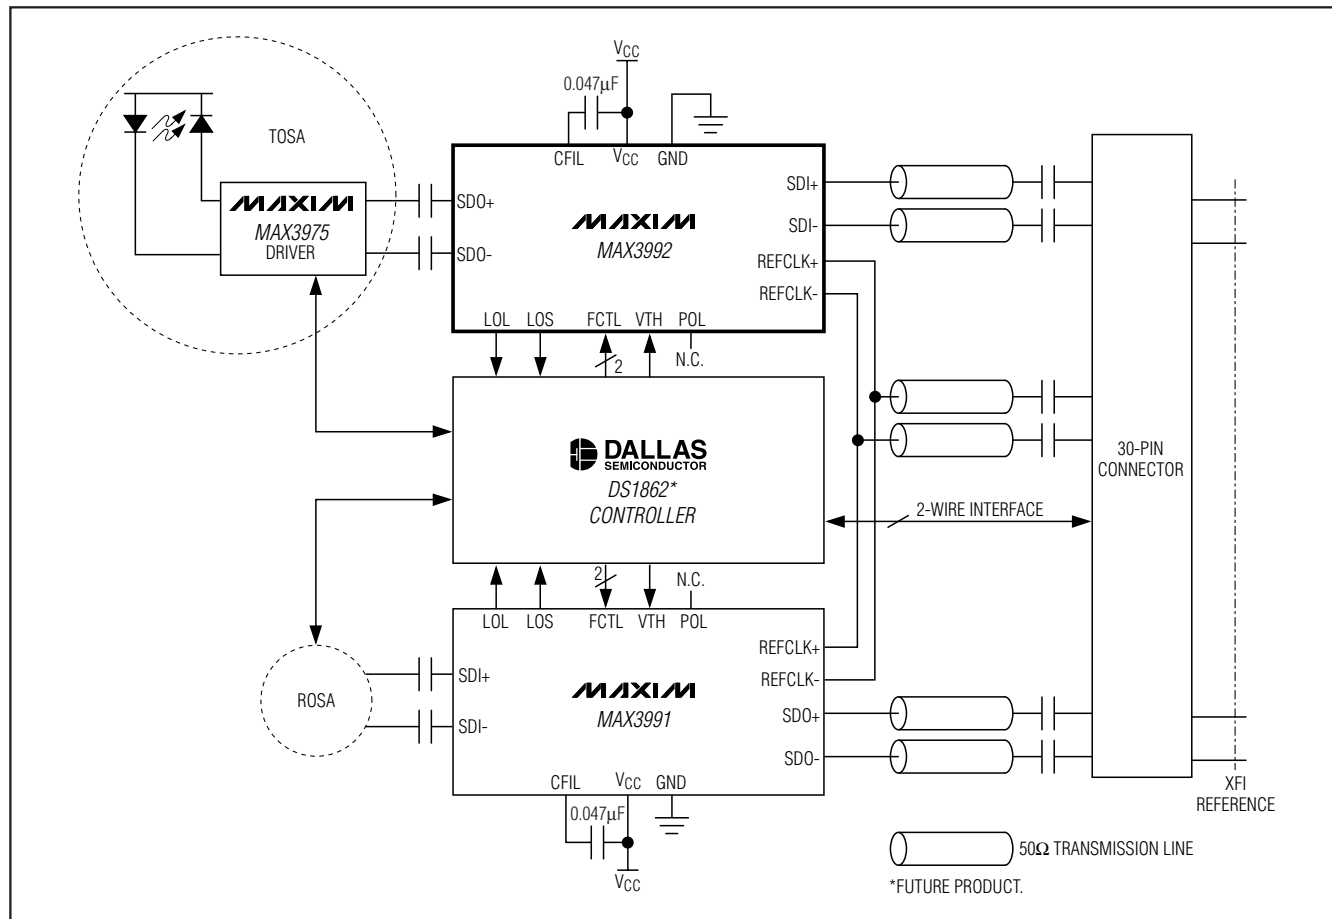 VCC
0.047µF
TOSA
CFIL
VCC
GND
MAXIM
MAX3975
DRIVER
SDO+
SDO-
MAXIM
MAX3992
SDI+
SDI-
REFCLK+
REFCLK-
LOL
LOS
FCTL
VTH
POL
2
N.C.
DALLAS
SEMICONDUCTOR
DS1862*
CONTROLLER
30-PIN
CONNECTOR
2-WIRE INTERFACE
2
N.C.
LOL
LOS
FCTL
VTH
POL
ROSA
SDI+
SDI-
MAXIM
MAX3991
REFCLK+
REFCLK-
SDO+
SDO-
CFIL
VCC
GND
0.047µF
VCC
XFI
REFERENCE
50Ω TRANSMISSION LINE
*FUTURE PRODUCT.